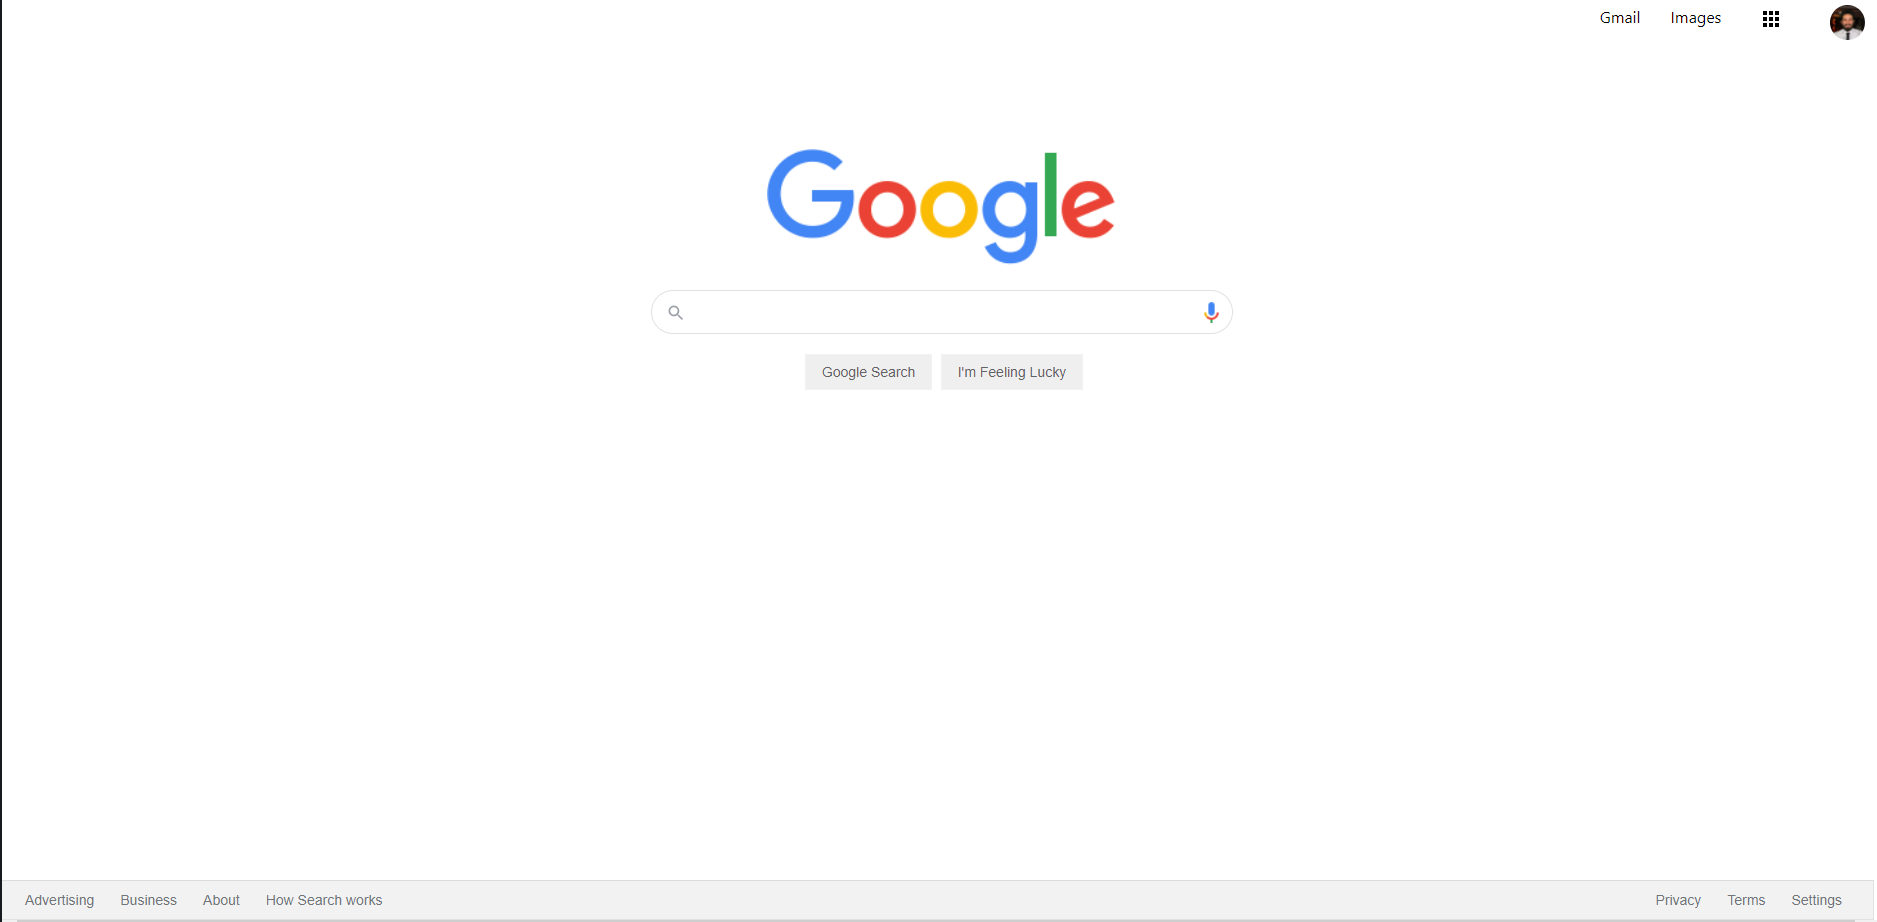 Gmail Images
Google
Google Search I'm Feeling Lucky
Advertising Business About How Search works Privacy Terms Settings